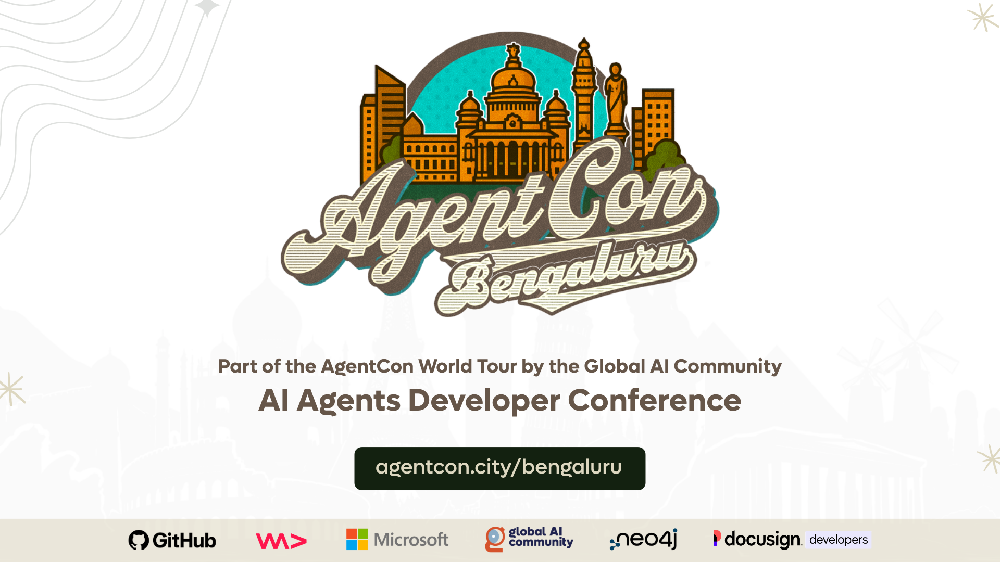 AgentCon
Bengaluru
Part of the AgentCon World Tour by the Global AI Community
AI Agents Developer Conference
agentcon.city/bengaluru
GitHub
Microsoft
global AI
community
neo4j
docusign developers